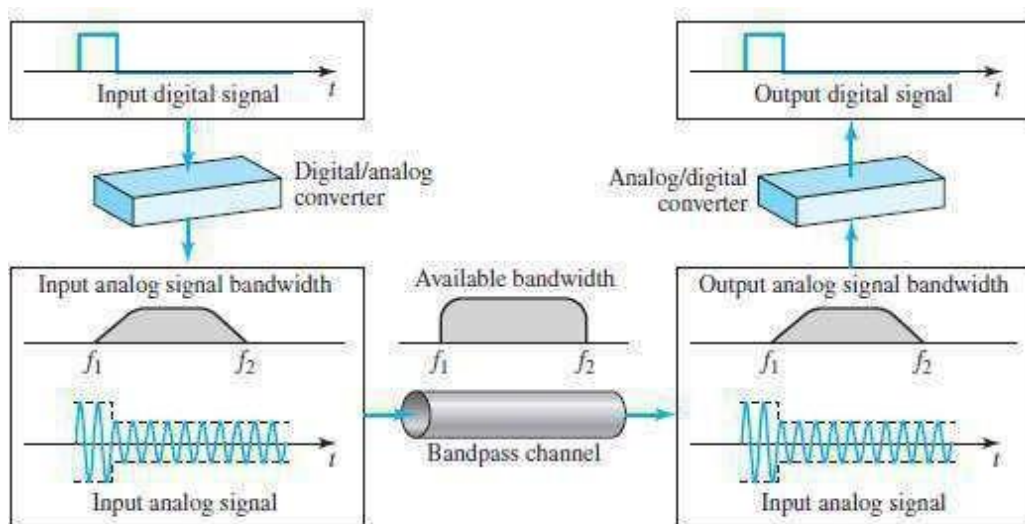 t
Input digital signal
t
Output digital signal
Digital/analog
converter
Analog/digital
converter
Input analog signal bandwidth
f1
f2
t
Input analog signal
Available bandwidth
f1
f2
Bandpass channel
Output analog signal bandwidth
f1
f2
t
Input analog signal